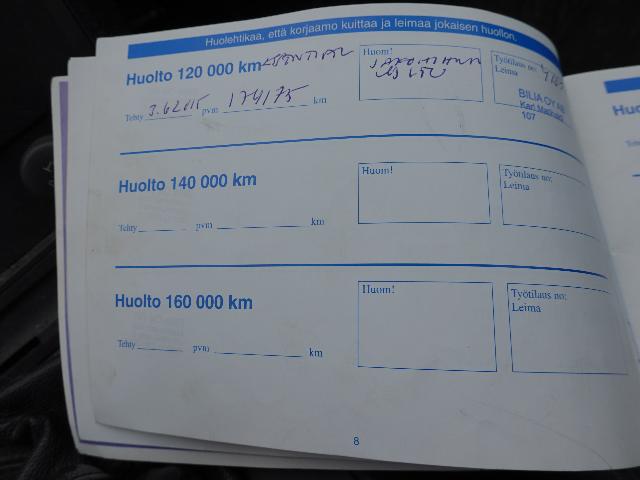 Huolehtikaa, että korjaamo kuittaa ja leimaa jokaisen huollon.
Huolto 120 000 km
Huom!
Työtilaus no:
Leima
BILIA OY AB
107
Tehty 3.6.2015 pvm 174175 km
Huolto 140 000 km
Huom!
Työtilaus no:
Leima
Tehty pvm km
Huolto 160 000 km
Huom!
Työtilaus no:
Leima
Tehty pvm km
8